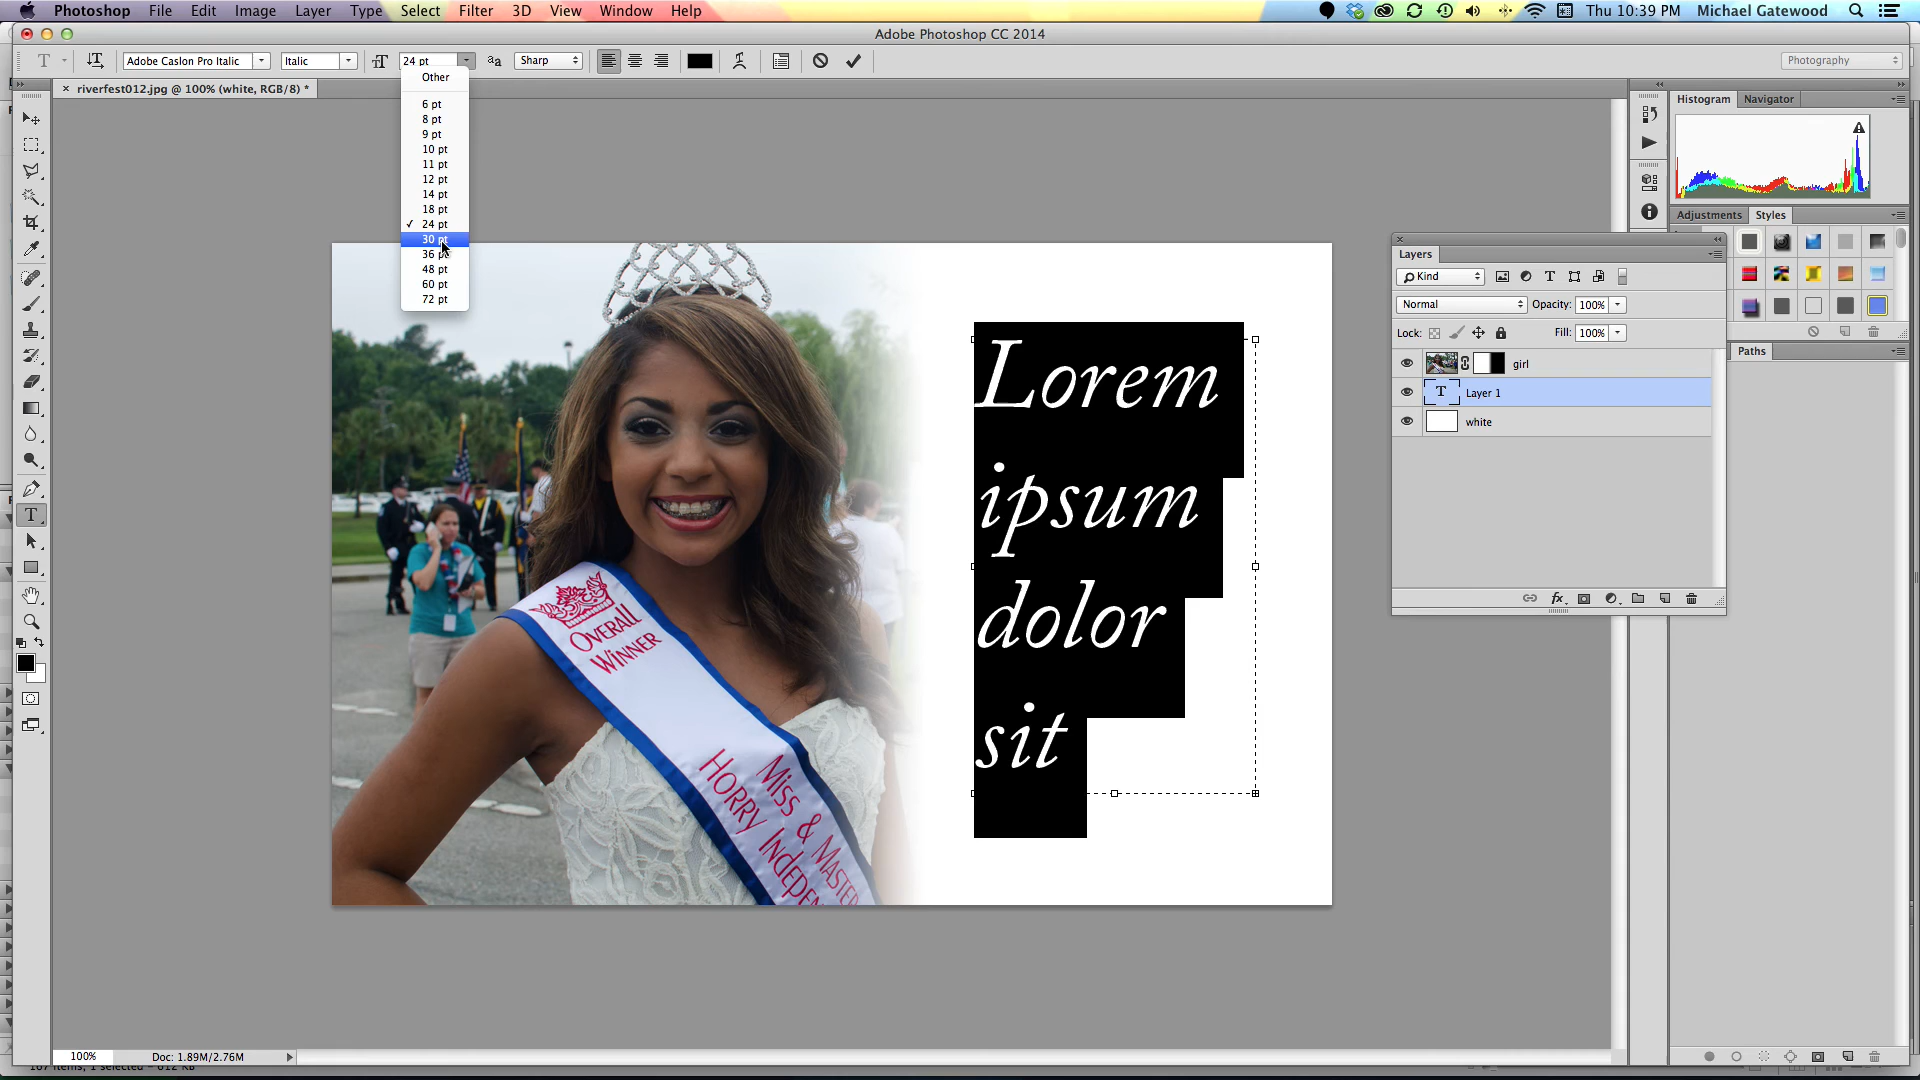 Photoshop File Edit Image Layer Type Select Filter 3D View Window Help Thu 10:39 PM Michael Gatewood
Adobe Photoshop CC 2014
T Adobe Caslon Pro Italic Italic 24 pt Sharp Photography
riverfest012.jpg @ 100% (white, RGB/8) *
Other
6 pt
8 pt
9 pt
10 pt
11 pt
12 pt
14 pt
18 pt
✓ 24 pt
30 pt
36 pt
48 pt
60 pt
72 pt
Lorem
ipsum
dolor
sit
OVERALL
WINNER
MISS & MASTER
HORRY INDEPEN
Histogram Navigator
Adjustments Styles
Layers
Kind
Normal Opacity: 100%
Lock: Fill: 100%
girl
T Layer 1
white
Paths
100% Doc: 1.89M/2.76M